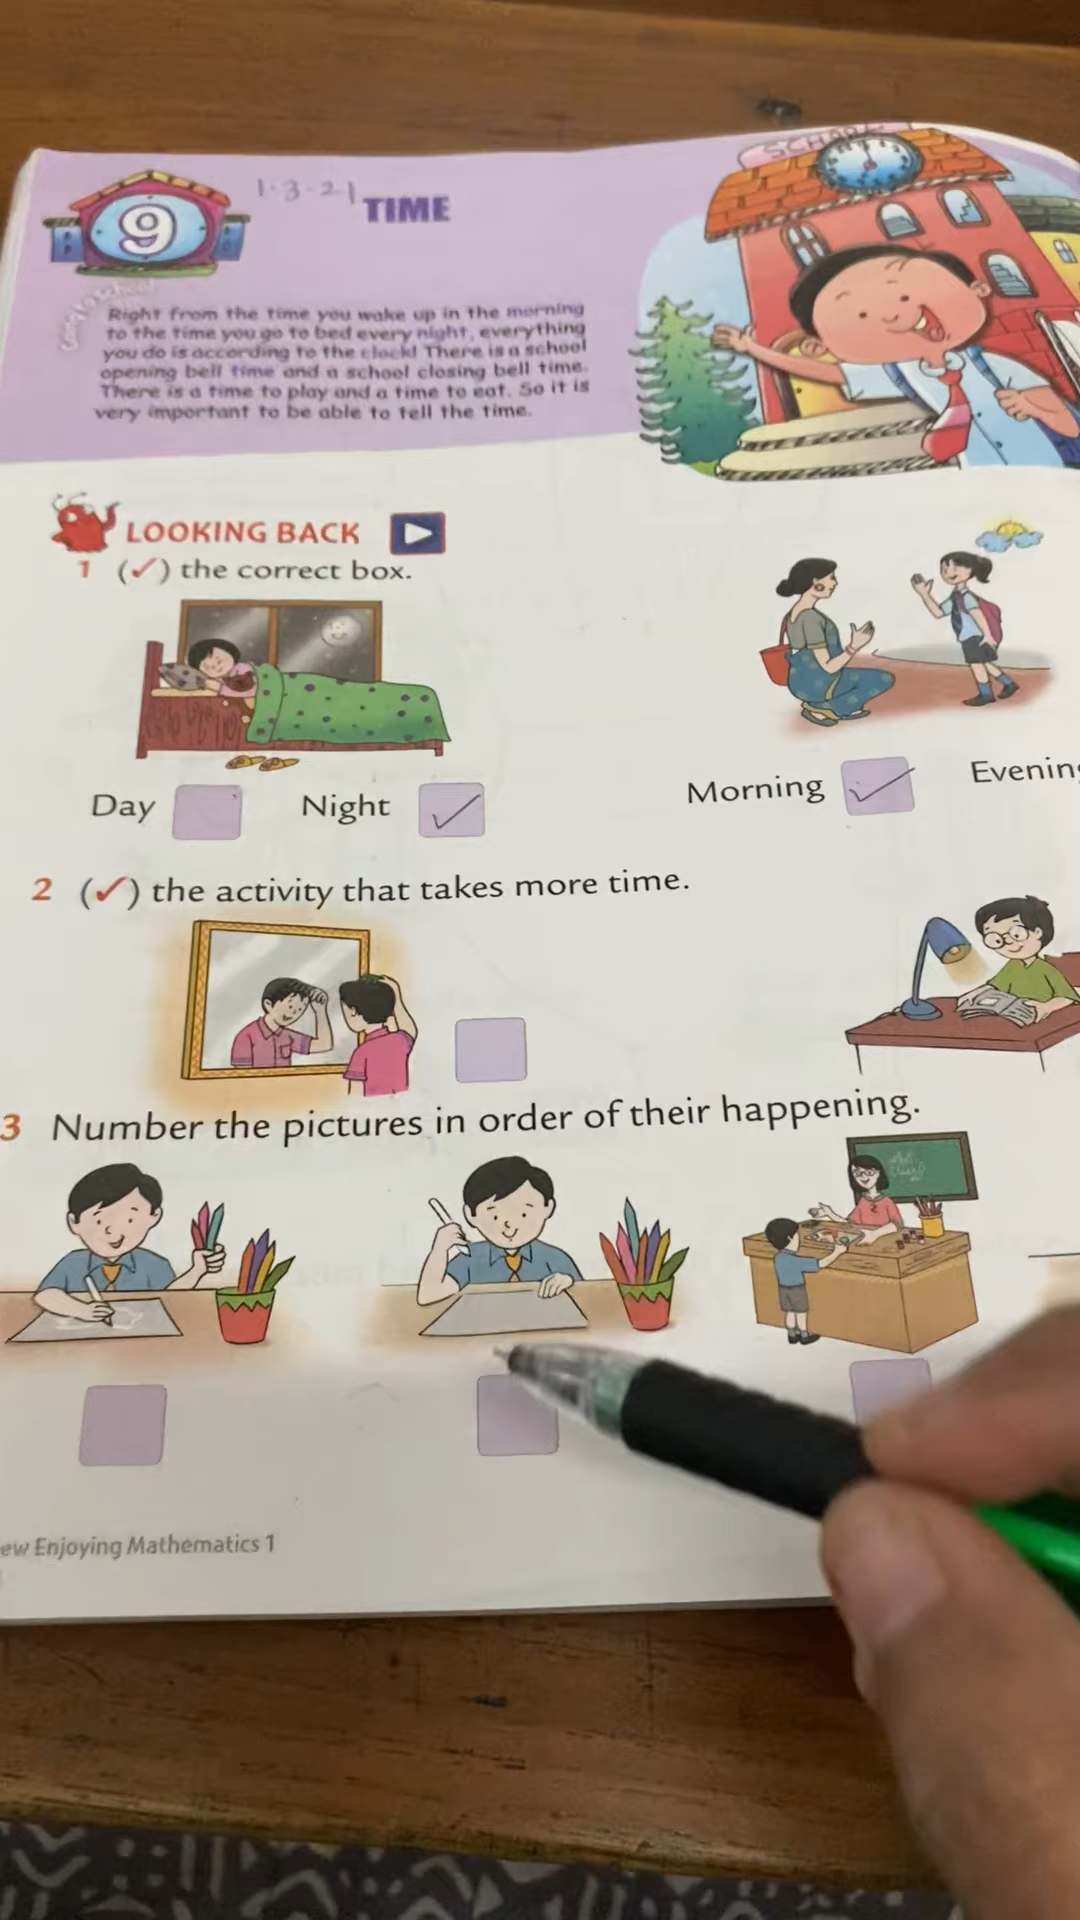 SCHOOL
9
1.3.21
TIME
Going to School
Right from the time you wake up in the morning
to the time you go to bed every night, everything
you do is according to the clock! There is a school
opening bell time and a school closing bell time.
There is a time to play and a time to eat. So it is
very important to be able to tell the time.
LOOKING BACK
1 (✓) the correct box.
Day Night ✓ Morning ✓ Evening
2 (✓) the activity that takes more time.
3 Number the pictures in order of their happening.
ew Enjoying Mathematics 1